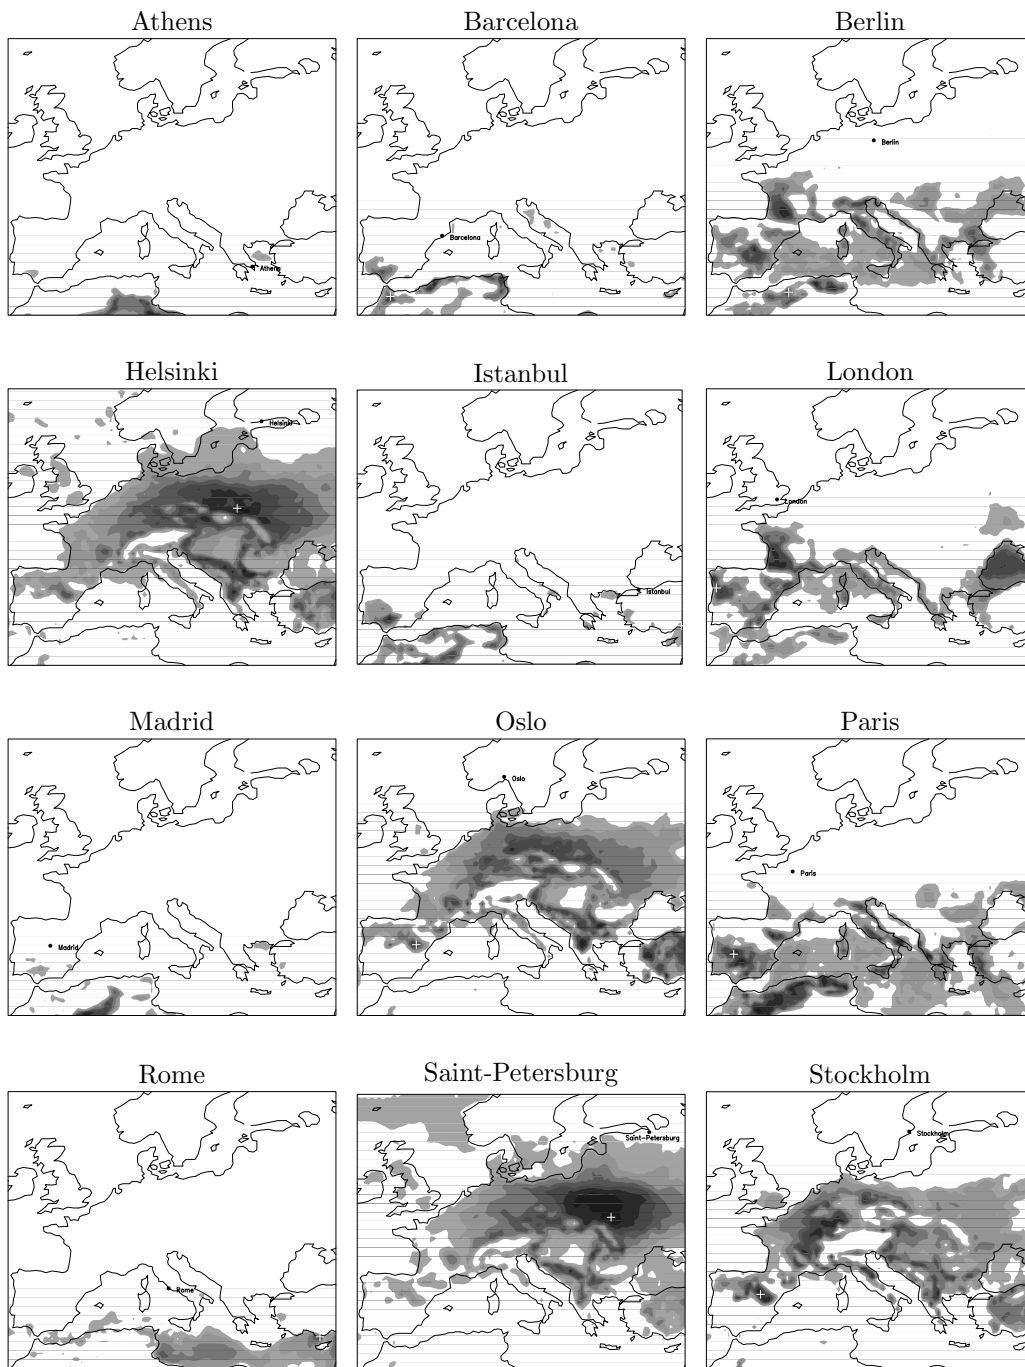 Athens Barcelona Berlin
Berlin
Barcelona
Athens
Helsinki Istanbul London
Helsinki
London
Istanbul
Madrid Oslo Paris
Oslo
Paris
Madrid
Rome Saint-Petersburg Stockholm
Saint-Petersburg
Stockholm
Rome